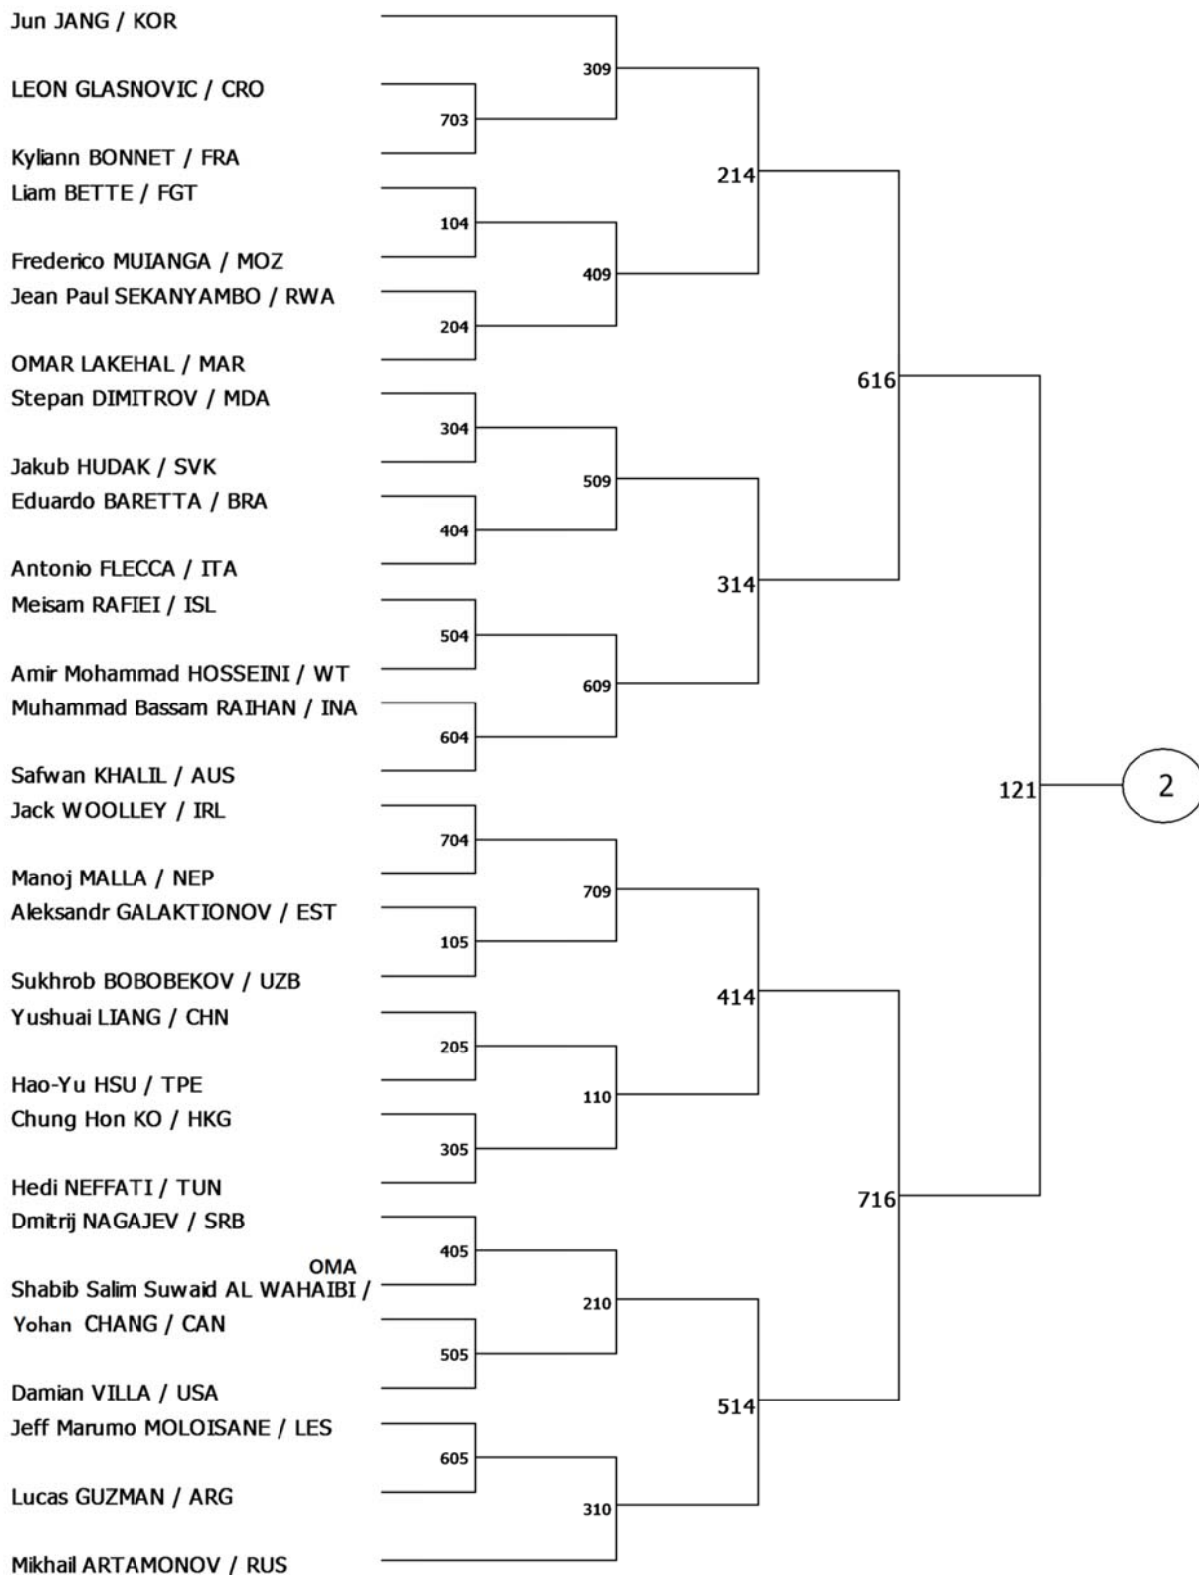 Jun JANG / KOR
309
LEON GLASNOVIC / CRO
703
Kyliann BONNET / FRA
214
Liam BETTE / FGT
104
Frederico MUIANGA / MOZ
409
Jean Paul SEKANYAMBO / RWA
204
OMAR LAKEHAL / MAR
616
Stepan DIMITROV / MDA
304
Jakub HUDAK / SVK
509
Eduardo BARETTA / BRA
404
Antonio FLECCA / ITA
314
Meisam RAFIEI / ISL
504
Amir Mohammad HOSSEINI / WT
609
Muhammad Bassam RAIHAN / INA
604
Safwan KHALIL / AUS
121
2
Jack WOOLLEY / IRL
704
Manoj MALLA / NEP
709
Aleksandr GALAKTIONOV / EST
105
Sukhrob BOBOBEKOV / UZB
414
Yushuai LIANG / CHN
205
Hao-Yu HSU / TPE
110
Chung Hon KO / HKG
305
Hedi NEFFATI / TUN
716
Dmitrij NAGAJEV / SRB
405
OMA
Shabib Salim Suwaid AL WAHAIBI /
210
Yohan CHANG / CAN
505
Damian VILLA / USA
514
Jeff Marumo MOLOISANE / LES
605
Lucas GUZMAN / ARG
310
Mikhail ARTAMONOV / RUS